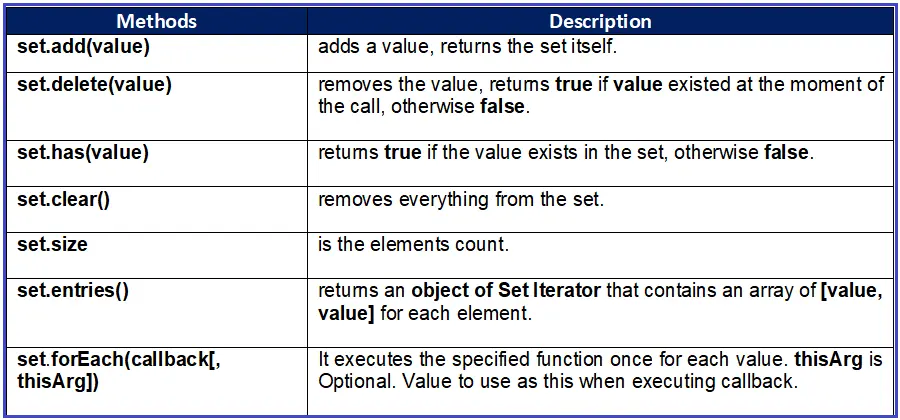 Methods Description
set.add(value) adds a value, returns the set itself.
set.delete(value) removes the value, returns true if value existed at the moment of
the call, otherwise false.
set.has(value) returns true if the value exists in the set, otherwise false.
set.clear() removes everything from the set.
set.size is the elements count.
set.entries() returns an object of Set Iterator that contains an array of [value,
value] for each element.
set.forEach(callback[, It executes the specified function once for each value. thisArg is
thisArg]) Optional. Value to use as this when executing callback.